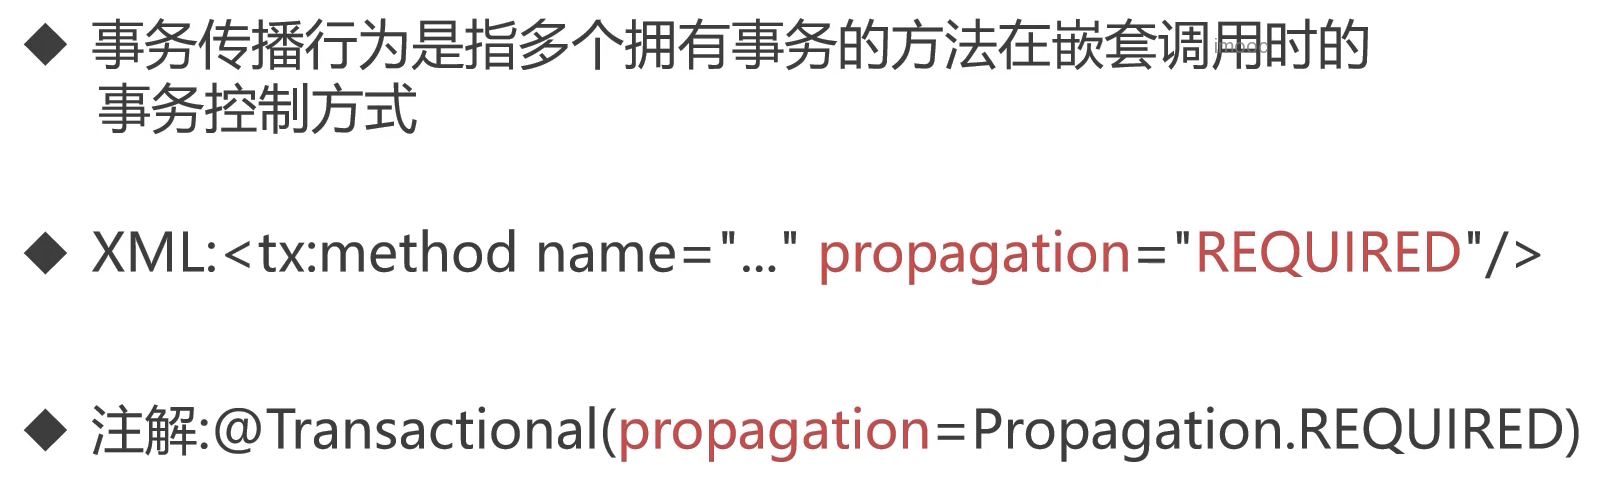 ◆ 事务传播行为是指多个拥有事务的方法在嵌套调用时的
事务控制方式
◆ XML:<tx:method name="..." propagation="REQUIRED"/>
◆ 注解:@Transactional(propagation=Propagation.REQUIRED)